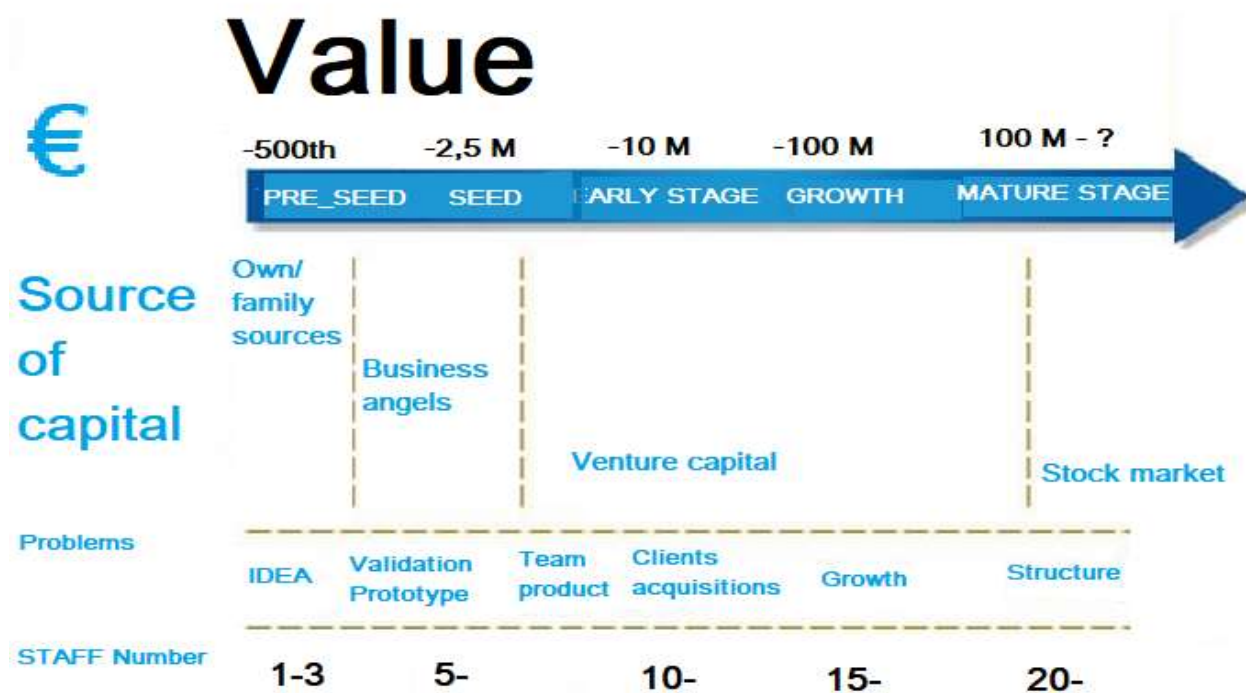 Value
€
-500th -2,5 M -10 M -100 M 100 M - ?
PRE_SEED SEED EARLY STAGE GROWTH MATURE STAGE
Source
of
capital
Own/
family
sources
Business
angels
Venture capital
Stock market
Problems
IDEA
Validation
Prototype
Team
product
Clients
acquisitions
Growth
Structure
STAFF Number
1-3 5- 10- 15- 20-